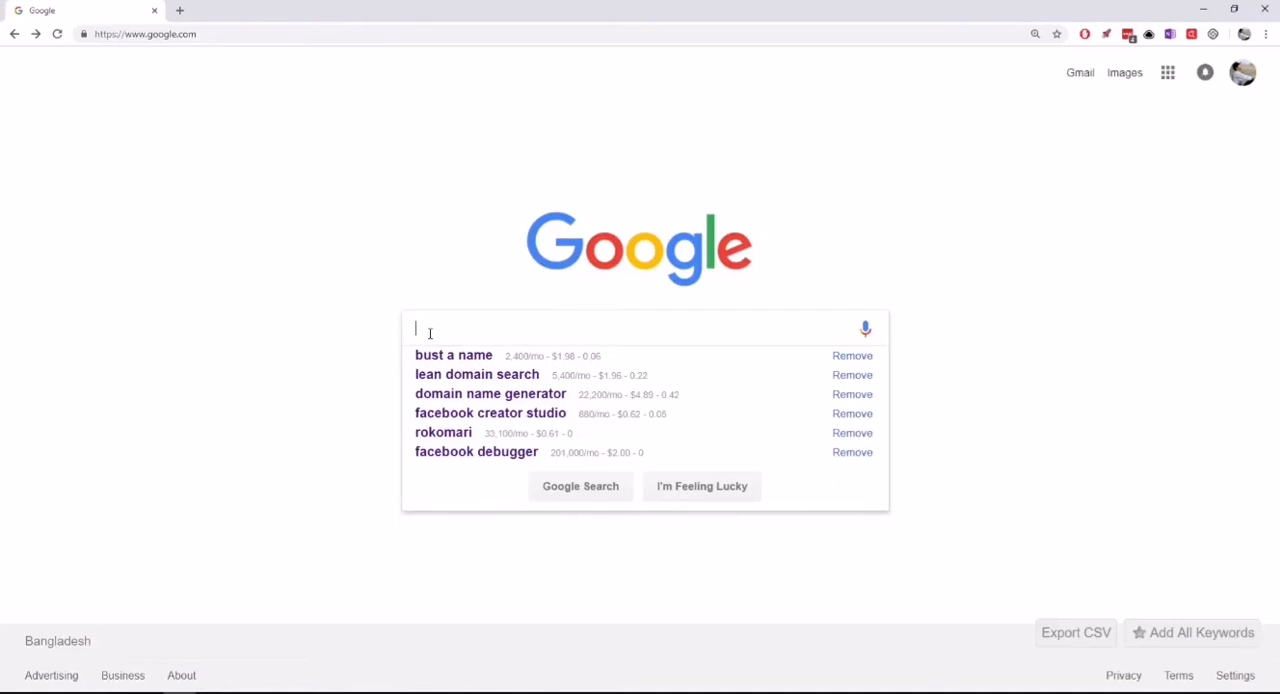 Google
https://www.google.com
Gmail Images
Google
bust a name 2,400/mo - $1.98 - 0.06 Remove
lean domain search 5,400/mo - $1.96 - 0.22 Remove
domain name generator 22,200/mo - $4.89 - 0.42 Remove
facebook creator studio 880/mo - $0.62 - 0.05 Remove
rokomari 33,100/mo - $0.61 - 0 Remove
facebook debugger 201,000/mo - $2.00 - 0 Remove
Google Search I'm Feeling Lucky
Export CSV Add All Keywords
Bangladesh
Advertising Business About Privacy Terms Settings